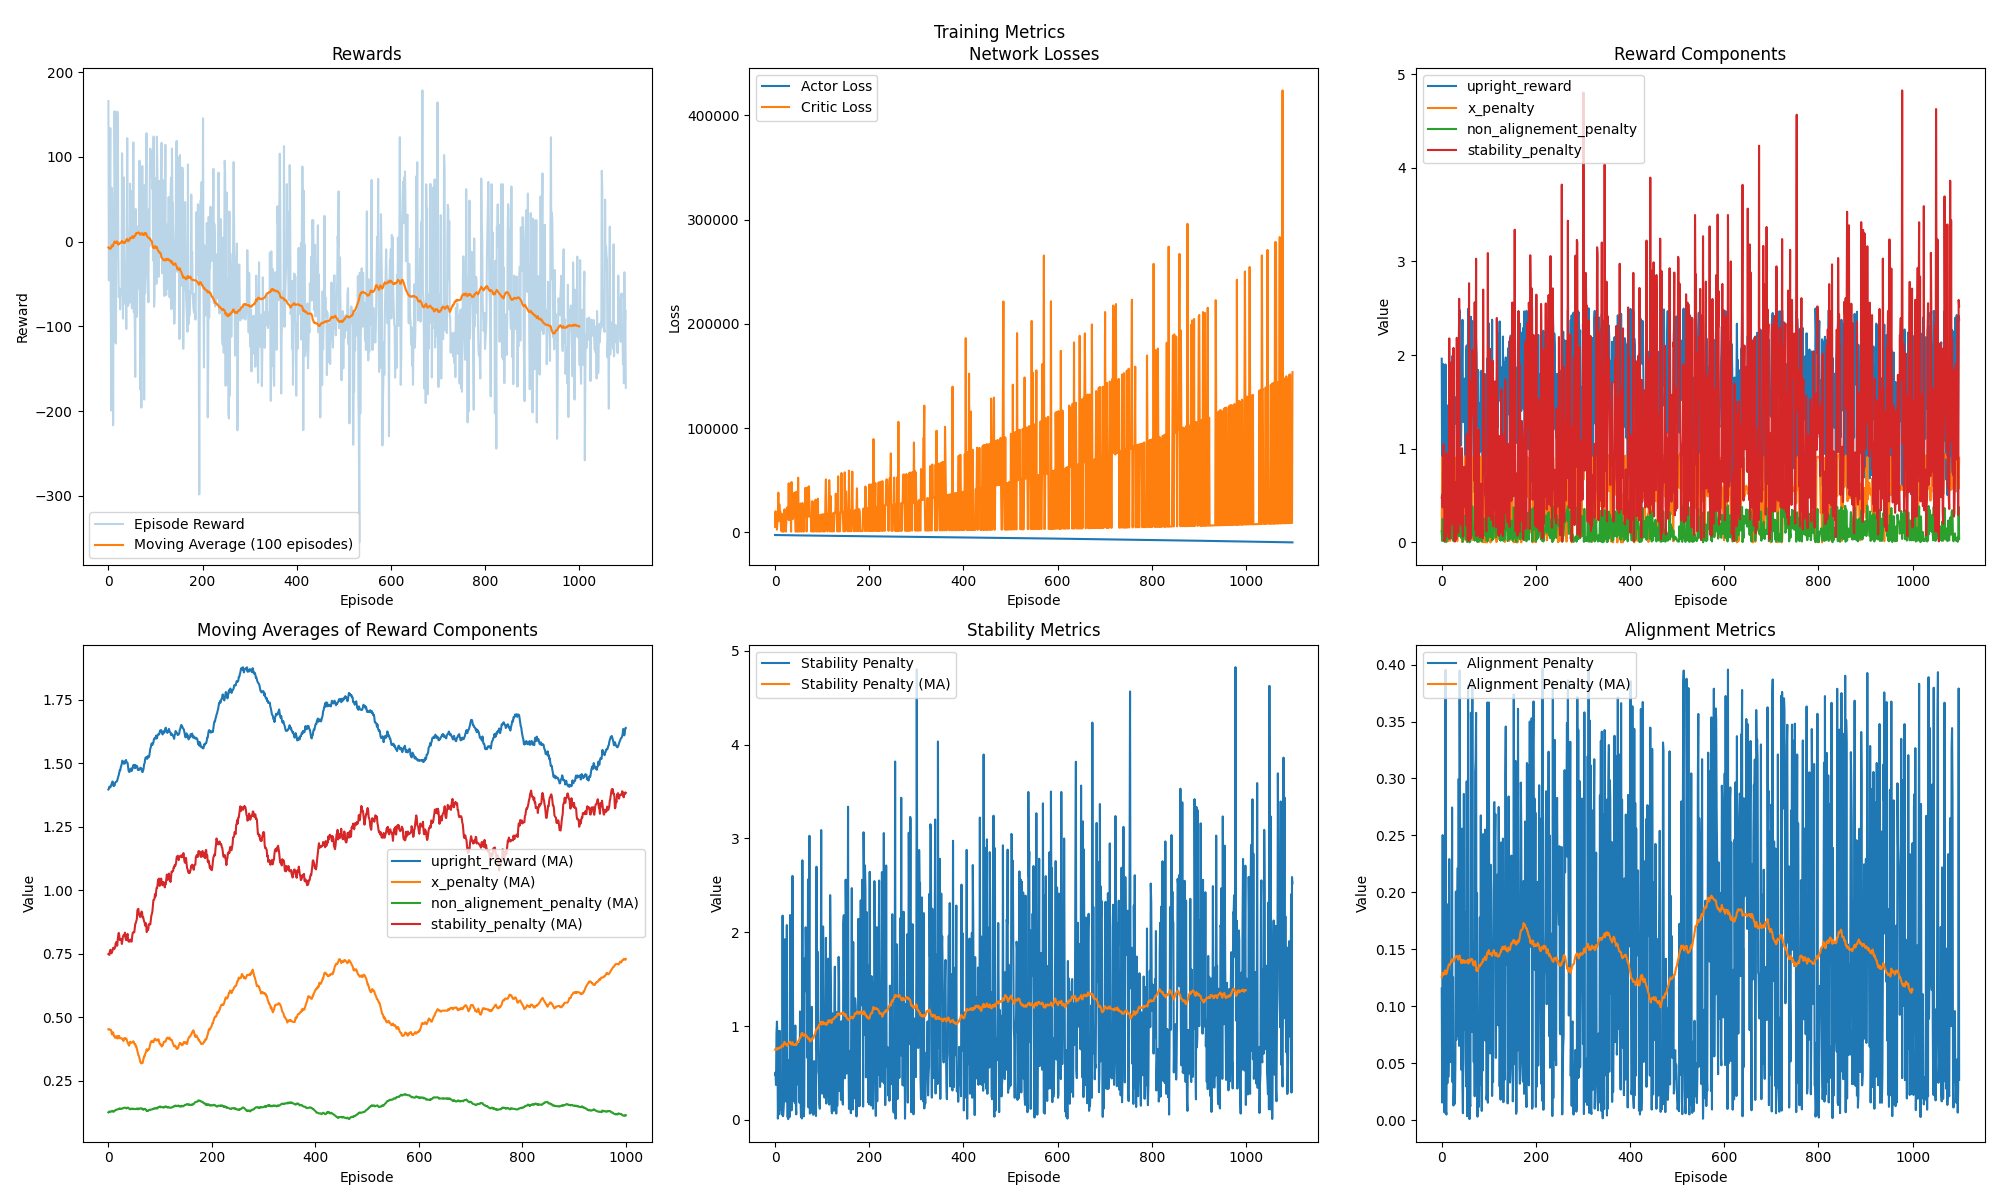 Training Metrics
Rewards
200
100
0
−100
−200
−300
Reward
Episode Reward
Moving Average (100 episodes)
0 200 400 600 800 1000
Episode
Network Losses
400000
300000
200000
100000
0
Loss
Actor Loss
Critic Loss
0 200 400 600 800 1000
Episode
Reward Components
5
4
3
2
1
0
Value
upright_reward
x_penalty
non_alignement_penalty
stability_penalty
0 200 400 600 800 1000
Episode
Moving Averages of Reward Components
1.75
1.50
1.25
1.00
0.75
0.50
0.25
Value
upright_reward (MA)
x_penalty (MA)
non_alignement_penalty (MA)
stability_penalty (MA)
0 200 400 600 800 1000
Episode
Stability Metrics
5
4
3
2
1
0
Value
Stability Penalty
Stability Penalty (MA)
0 200 400 600 800 1000
Episode
Alignment Metrics
0.40
0.35
0.30
0.25
0.20
0.15
0.10
0.05
0.00
Value
Alignment Penalty
Alignment Penalty (MA)
0 200 400 600 800 1000
Episode